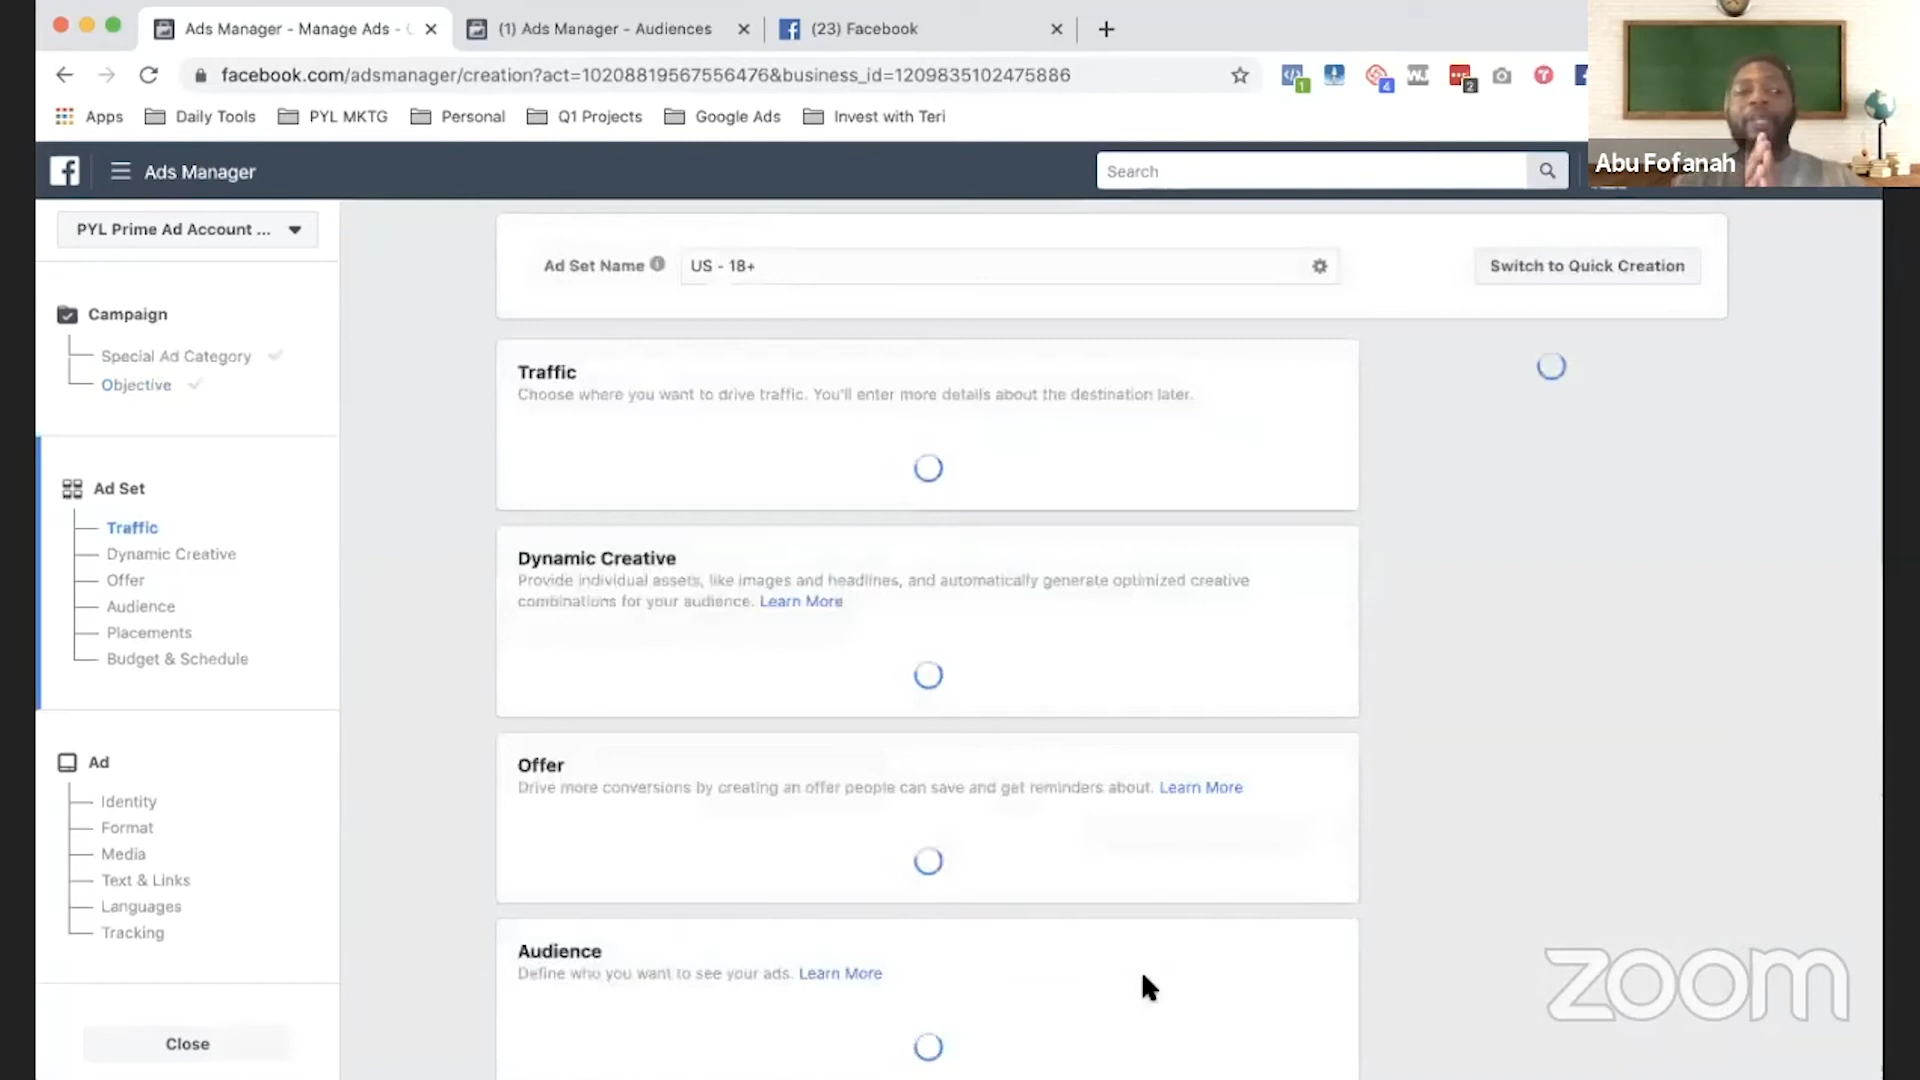 Ads Manager - Manage Ads - (
(1) Ads Manager - Audiences
(23) Facebook
facebook.com/adsmanager/creation?act=10208819567556476&business_id=1209835102475886
1
4
2
Apps
Daily Tools
PYL MKTG
Personal
Q1 Projects
Google Ads
Invest with Teri
Abu Fofanah
Ads Manager
Search
PYL Prime Ad Account ...
Ad Set Name
US - 18+
Switch to Quick Creation
Campaign
Special Ad Category
Objective
Traffic
Choose where you want to drive traffic. You'll enter more details about the destination later.
Ad Set
Traffic
Dynamic Creative
Offer
Audience
Placements
Budget & Schedule
Dynamic Creative
Provide individual assets, like images and headlines, and automatically generate optimized creative
combinations for your audience. Learn More
Offer
Drive more conversions by creating an offer people can save and get reminders about. Learn More
Ad
Identity
Format
Media
Text & Links
Languages
Tracking
Audience
Define who you want to see your ads. Learn More
Close
zoom